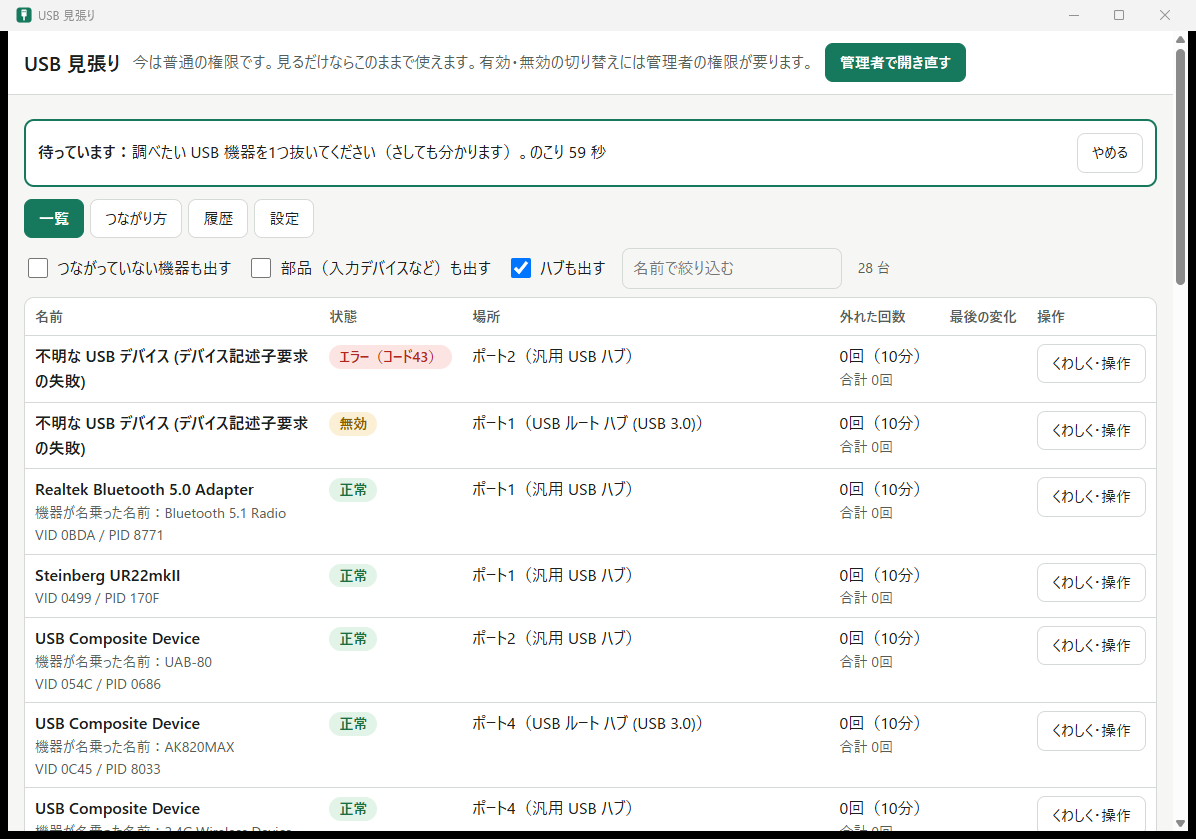 USB 見張り
USB 見張り 今は普通の権限です。見るだけならこのままで使えます。有効・無効の切り替えには管理者の権限が要ります。 管理者で開き直す
待っています：調べたい USB 機器を1つ抜いてください（さしても分かります）。のこり 59 秒 やめる
一覧 つながり方 履歴 設定
つながっていない機器も出す 部品（入力デバイスなど）も出す ハブも出す 名前で絞り込む 28 台
名前 状態 場所 外れた回数 最後の変化 操作
不明な USB デバイス (デバイス記述子要求 エラー（コード43） ポート2（汎用 USB ハブ） 0回（10分） くわしく・操作
の失敗) 合計 0回
不明な USB デバイス (デバイス記述子要求 無効 ポート1（USB ルート ハブ (USB 3.0)） 0回（10分） くわしく・操作
の失敗) 合計 0回
Realtek Bluetooth 5.0 Adapter 正常 ポート1（汎用 USB ハブ） 0回（10分） くわしく・操作
機器が名乗った名前：Bluetooth 5.1 Radio 合計 0回
VID 0BDA / PID 8771
Steinberg UR22mkII 正常 ポート1（汎用 USB ハブ） 0回（10分） くわしく・操作
VID 0499 / PID 170F 合計 0回
USB Composite Device 正常 ポート2（汎用 USB ハブ） 0回（10分） くわしく・操作
機器が名乗った名前：UAB-80 合計 0回
VID 054C / PID 0686
USB Composite Device 正常 ポート4（USB ルート ハブ (USB 3.0)） 0回（10分） くわしく・操作
機器が名乗った名前：AK820MAX 合計 0回
VID 0C45 / PID 8033
USB Composite Device 正常 ポート4（汎用 USB ハブ） 0回（10分） くわしく・操作
機器が名乗った名前：2.4G Wireless Device 合計 0回